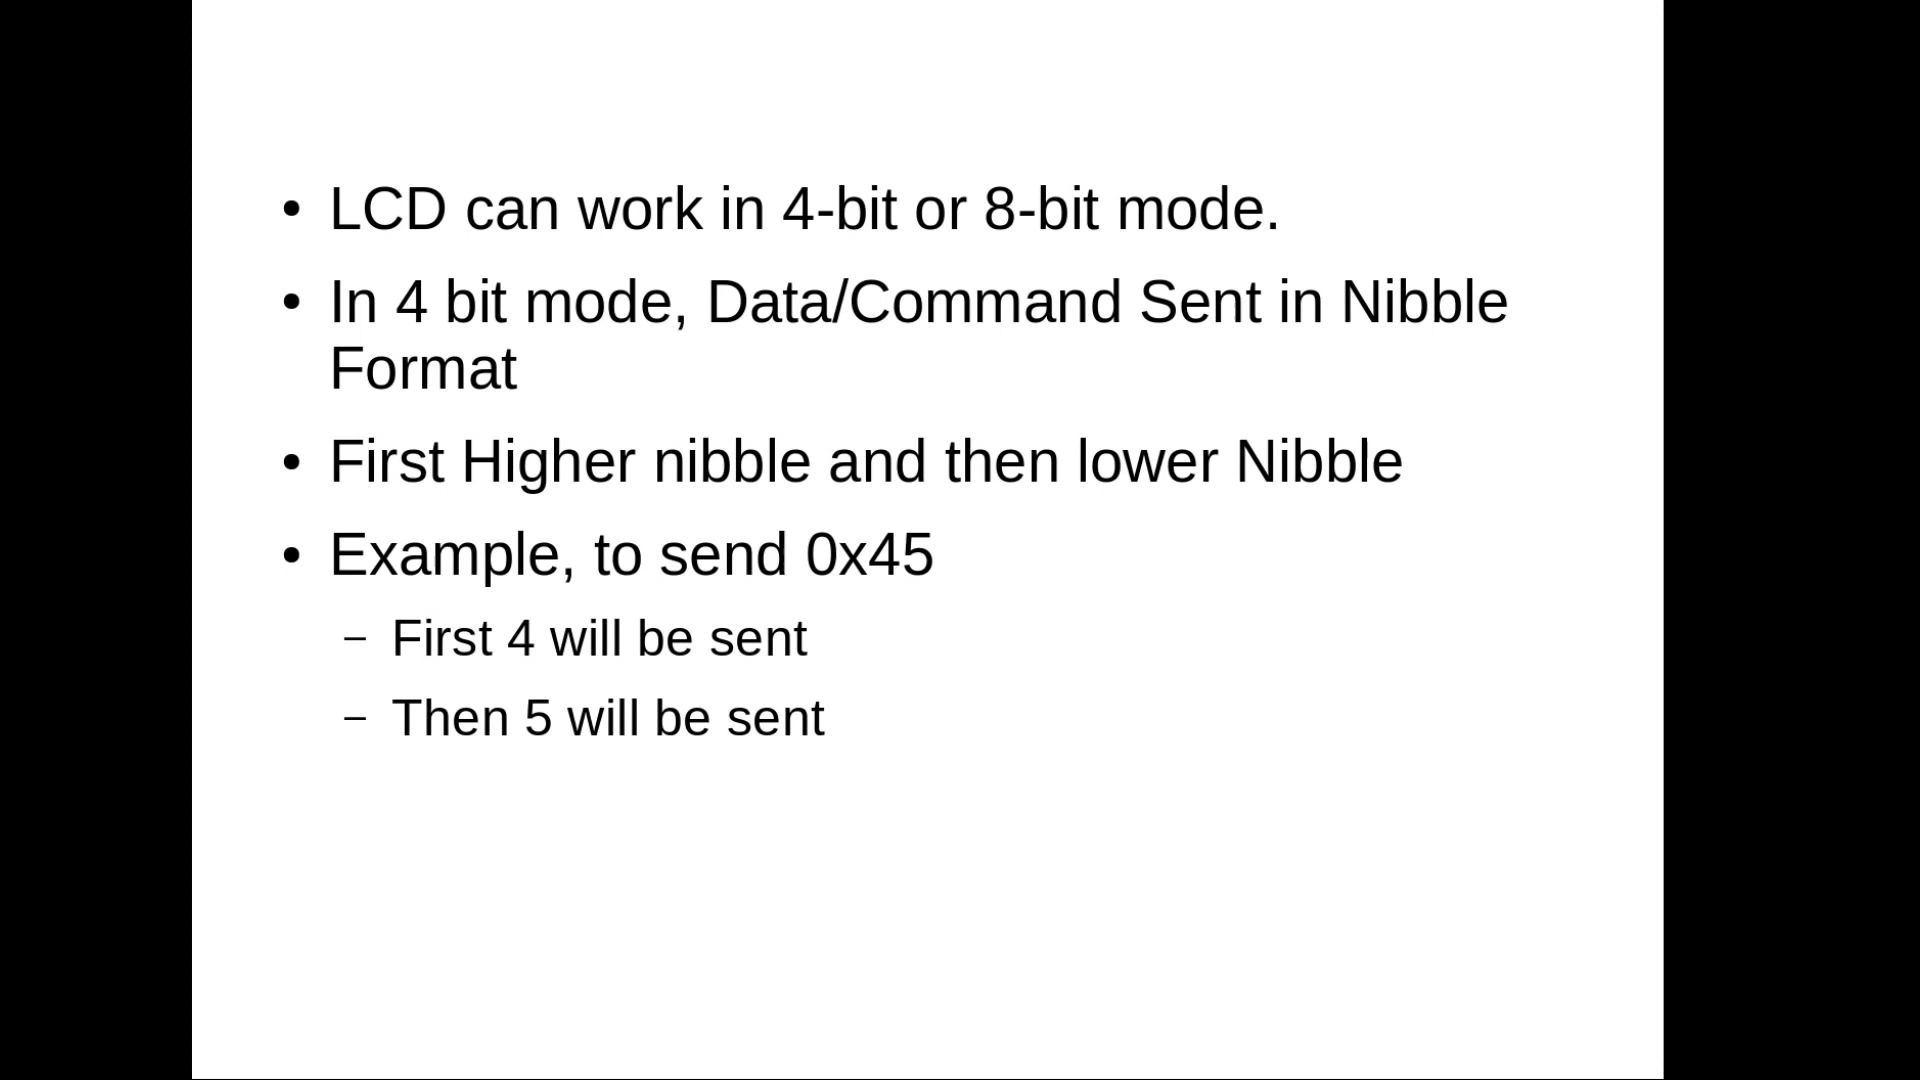 • LCD can work in 4-bit or 8-bit mode.
• In 4 bit mode, Data/Command Sent in Nibble
Format
• First Higher nibble and then lower Nibble
• Example, to send 0x45
– First 4 will be sent
– Then 5 will be sent